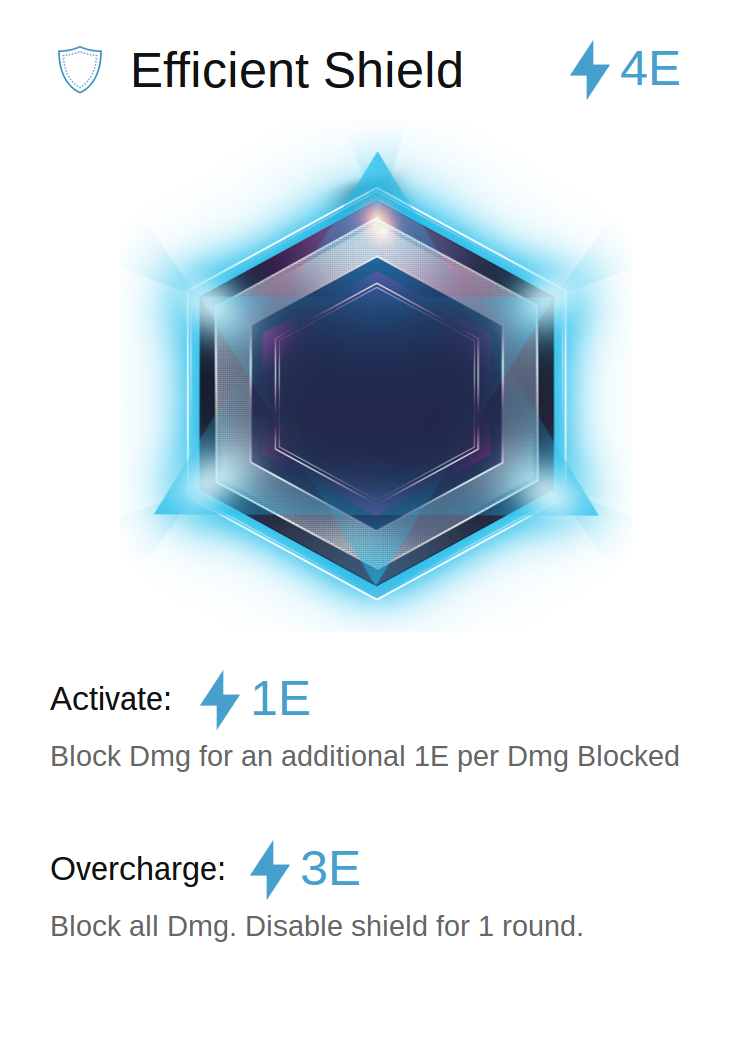 Efficient Shield 4E
Activate: 1E
Block Dmg for an additional 1E per Dmg Blocked
Overcharge: 3E
Block all Dmg. Disable shield for 1 round.